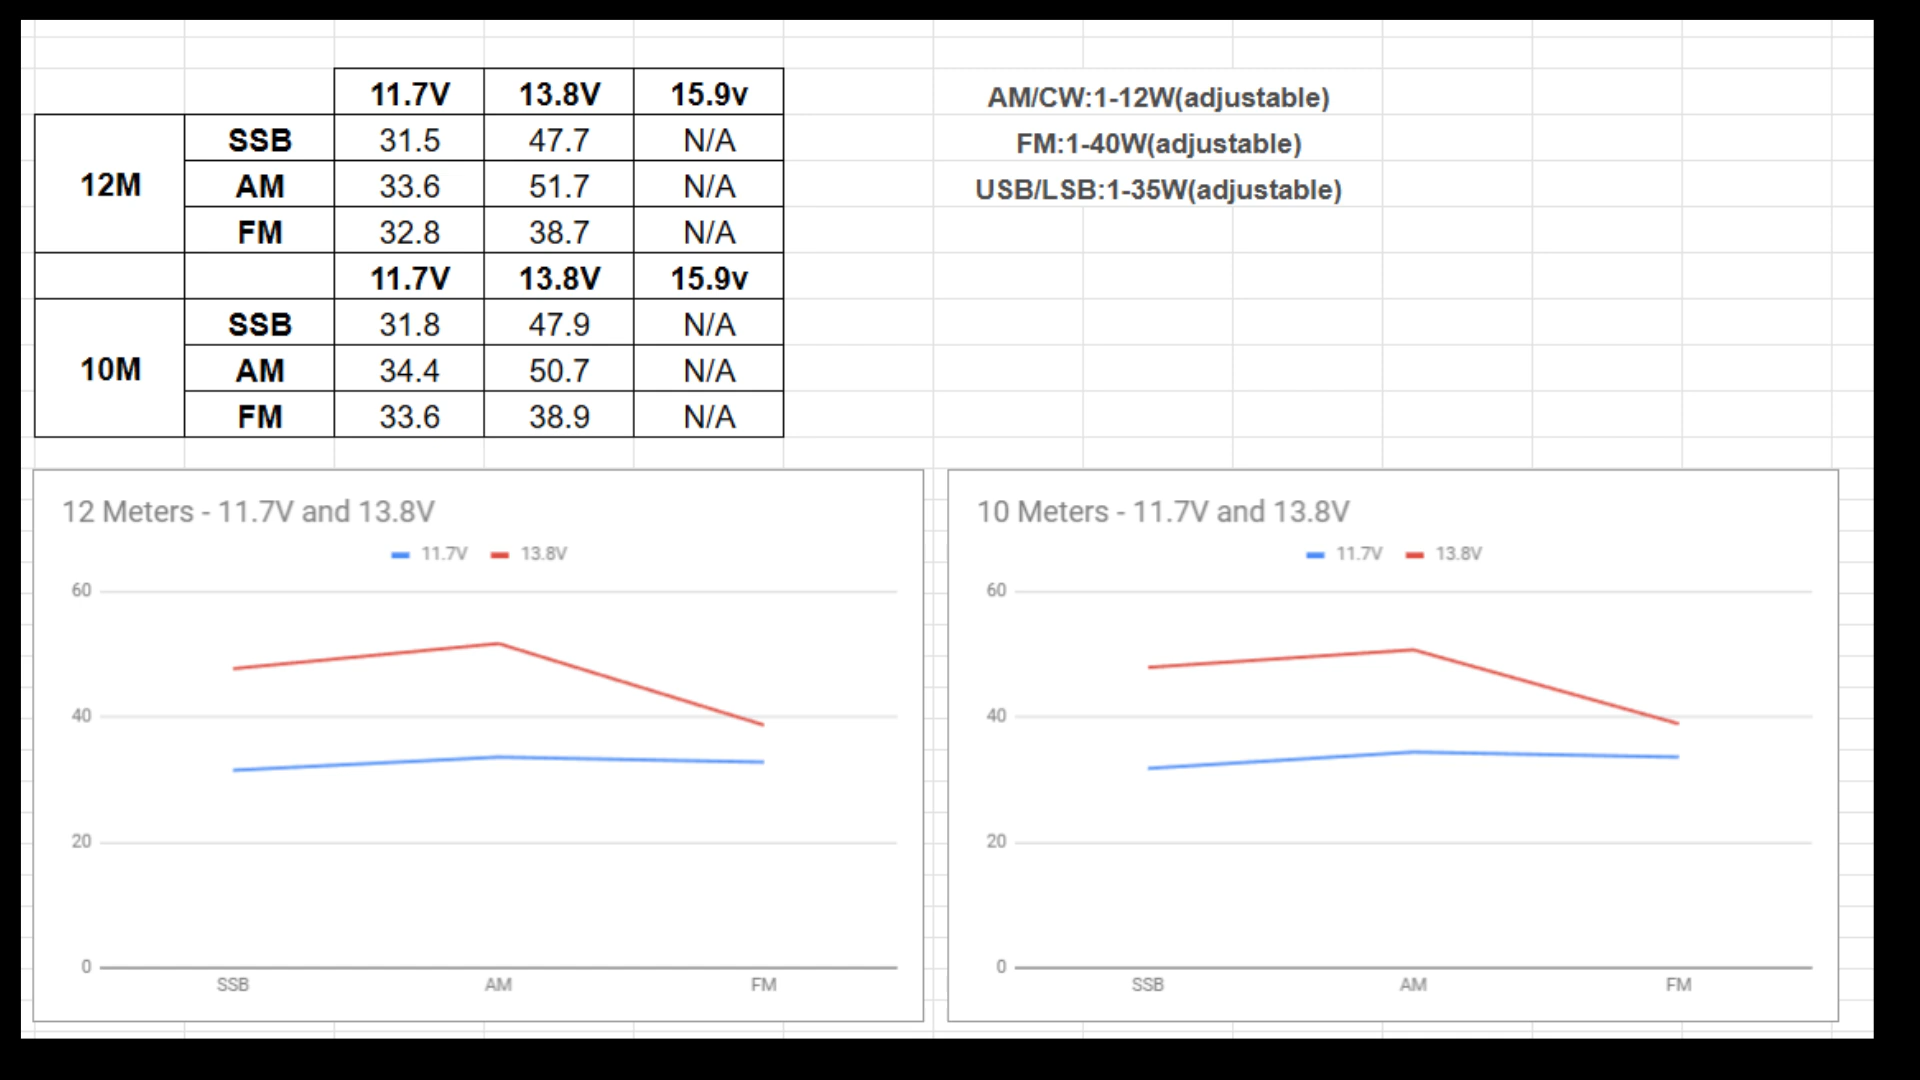 11.7V 13.8V 15.9v
12M
SSB 31.5 47.7 N/A
AM 33.6 51.7 N/A
FM 32.8 38.7 N/A
11.7V 13.8V 15.9v
10M
SSB 31.8 47.9 N/A
AM 34.4 50.7 N/A
FM 33.6 38.9 N/A
AM/CW:1-12W(adjustable)
FM:1-40W(adjustable)
USB/LSB:1-35W(adjustable)
12 Meters - 11.7V and 13.8V
11.7V 13.8V
60
40
20
0
SSB AM FM
10 Meters - 11.7V and 13.8V
11.7V 13.8V
60
40
20
0
SSB AM FM